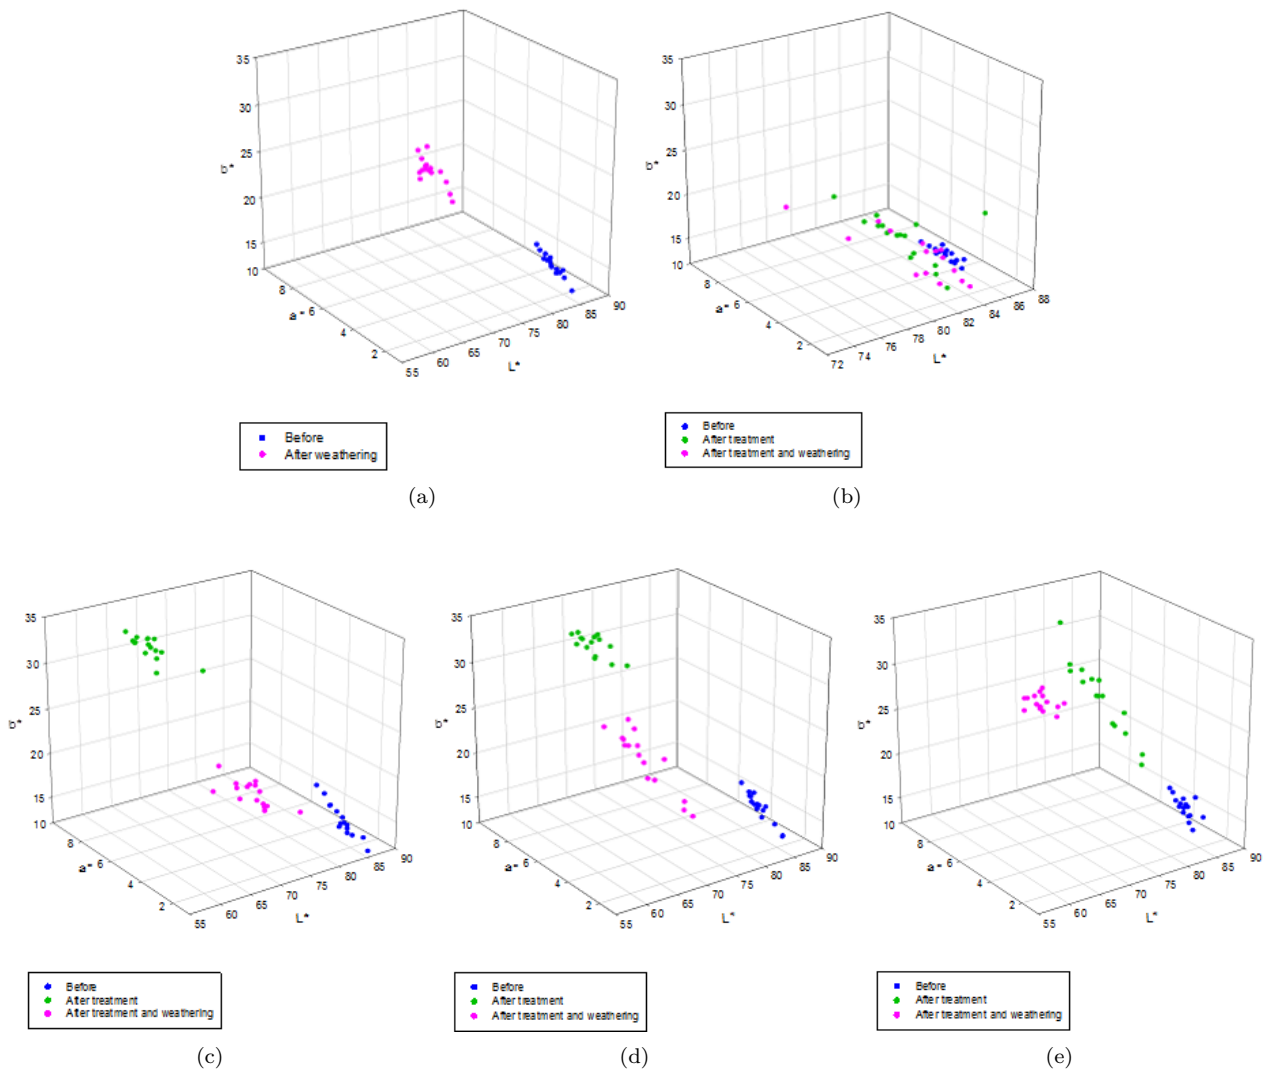 35
30
25
20
15
10
b*
8
6
4
2
a*
55
60
65
70
75
80
85
90
L*
Before
After weathering
(a)
35
30
25
20
15
10
b*
8
6
4
2
a*
72
74
76
78
80
82
84
86
88
L*
Before
After treatment
After treatment and weathering
(b)
35
30
25
20
15
10
b*
8
6
4
2
a*
55
60
65
70
75
80
85
90
L*
Before
After treatment
After treatment and weathering
(c)
35
30
25
20
15
10
b*
8
6
4
2
a*
55
60
65
70
75
80
85
90
L*
Before
After treatment
After treatment and weathering
(d)
35
30
25
20
15
10
b*
8
6
4
2
a*
55
60
65
70
75
80
85
90
L*
Before
After treatment
After treatment and weathering
(e)